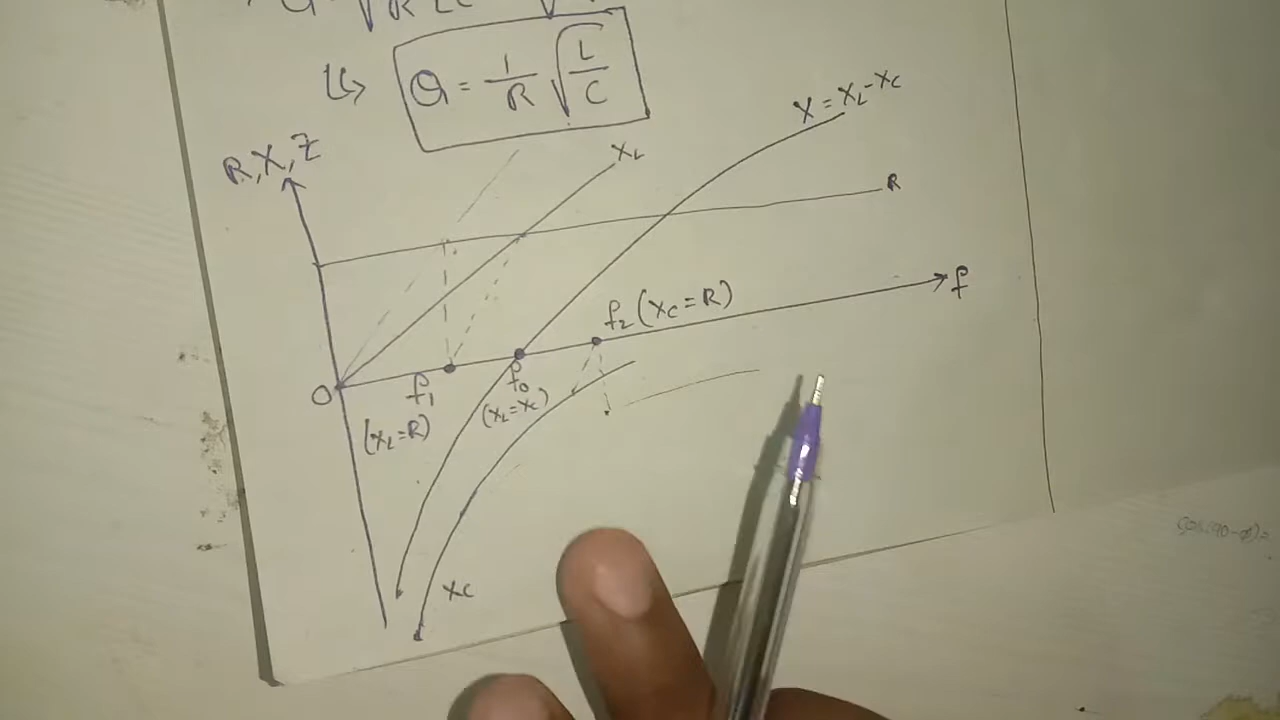 Q = 1/R √(L/C)
R, X, Z
X = XL - XC
XL
R
f
f2 (XC = R)
O
f1
(XL = R)
f0
(XL = XC)
XC